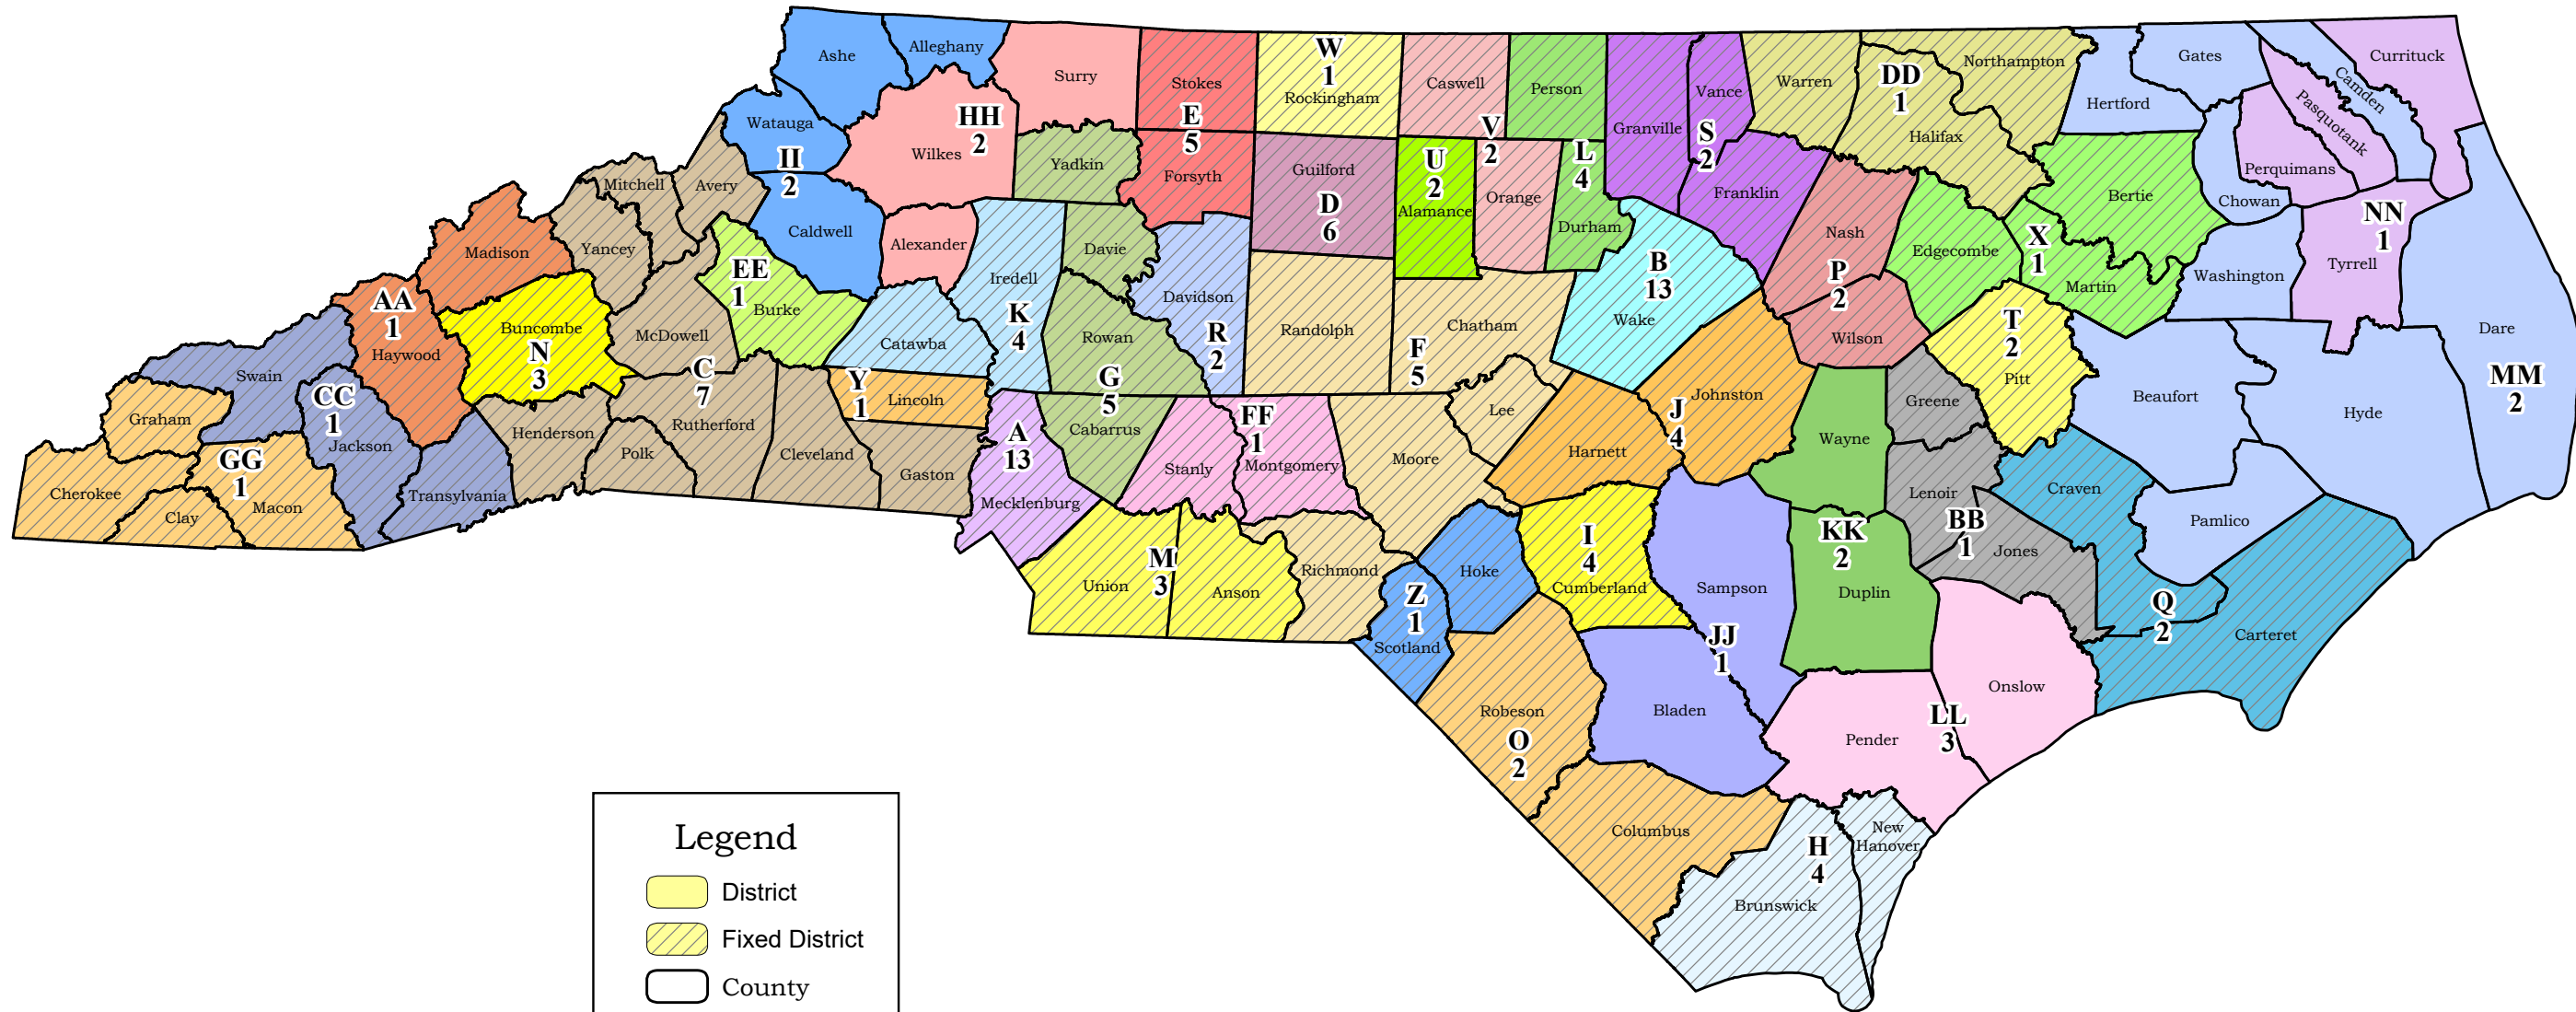 Ashe
Alleghany
Surry
Stokes
W
1
Rockingham
Caswell
Person
Granville
Vance
Warren
DD
1
Northampton
Gates
Camden
Currituck
Hertford
Pasquotank
Watauga
HH
2
Wilkes
Yadkin
E
5
Forsyth
Guilford
D
6
V
2
U
2
Alamance
Orange
L
4
Durham
S
2
Franklin
Halifax
Bertie
Perquimans
Chowan
II
2
Mitchell
Avery
Caldwell
Alexander
Iredell
K
4
Davie
Davidson
R
2
Randolph
Chatham
F
5
B
13
Wake
Nash
P
2
Wilson
Edgecombe
X
1
Martin
Washington
NN
1
Tyrrell
Dare
MM
2
Madison
Yancey
EE
1
Burke
AA
1
Haywood
Buncombe
N
3
McDowell
Catawba
Rowan
G
5
Cabarrus
Swain
CC
1
Jackson
Graham
GG
1
Cherokee
Clay
Macon
Transylvania
Henderson
C
7
Rutherford
Polk
Cleveland
Y
1
Lincoln
Gaston
A
13
Mecklenburg
Stanly
FF
1
Montgomery
Moore
Lee
Harnett
J
4
Johnston
Wayne
Greene
T
2
Pitt
Beaufort
Hyde
Lenoir
BB
1
Jones
Craven
Pamlico
M
3
Union
Anson
Richmond
Z
1
Scotland
Hoke
I
4
Cumberland
Sampson
JJ
1
KK
2
Duplin
Q
2
Carteret
Onslow
Robeson
O
2
Bladen
Pender
LL
3
Columbus
H
4
New
Hanover
Brunswick
Legend
District
Fixed District
County